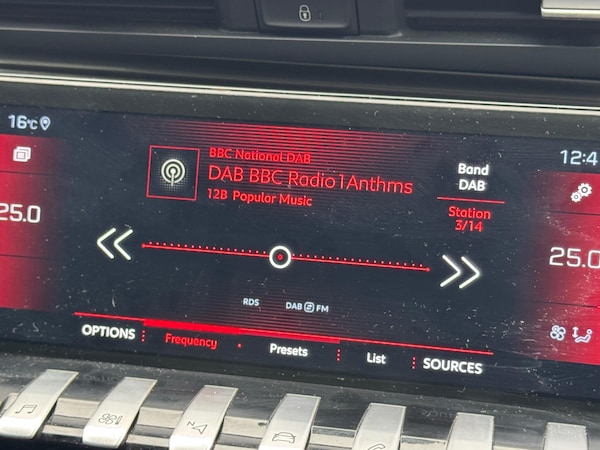 16°C
12:4
BBC National DAB
DAB BBC Radio1Anthms
12B Popular Music
Band
DAB
Station
3/14
25.0
25.0
RDS
DAB FM
OPTIONS
Frequency
Presets
List
SOURCES
N